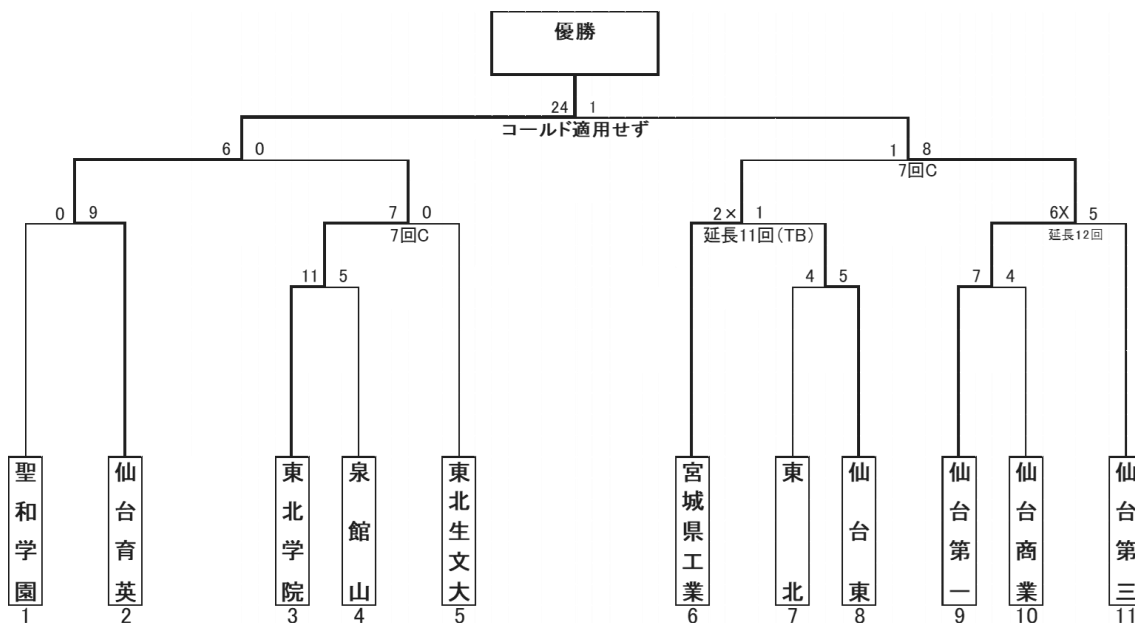 優勝
24 1
コールド適用せず
6 0
1 8
7回C
0 9
7 0
7回C
2× 1
延長11回(TB)
6X 5
延長12回
11 5
4 5
7 4
聖和学園
仙台育英
東北学院
泉館山
東北生文大
宮城県工業
東北
仙台東
仙台第一
仙台商業
仙台第三
1 2 3 4 5 6 7 8 9 10 11